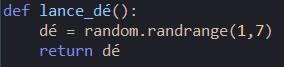 def lance_dé():
    dé = random.randrange(1,7)
    return dé